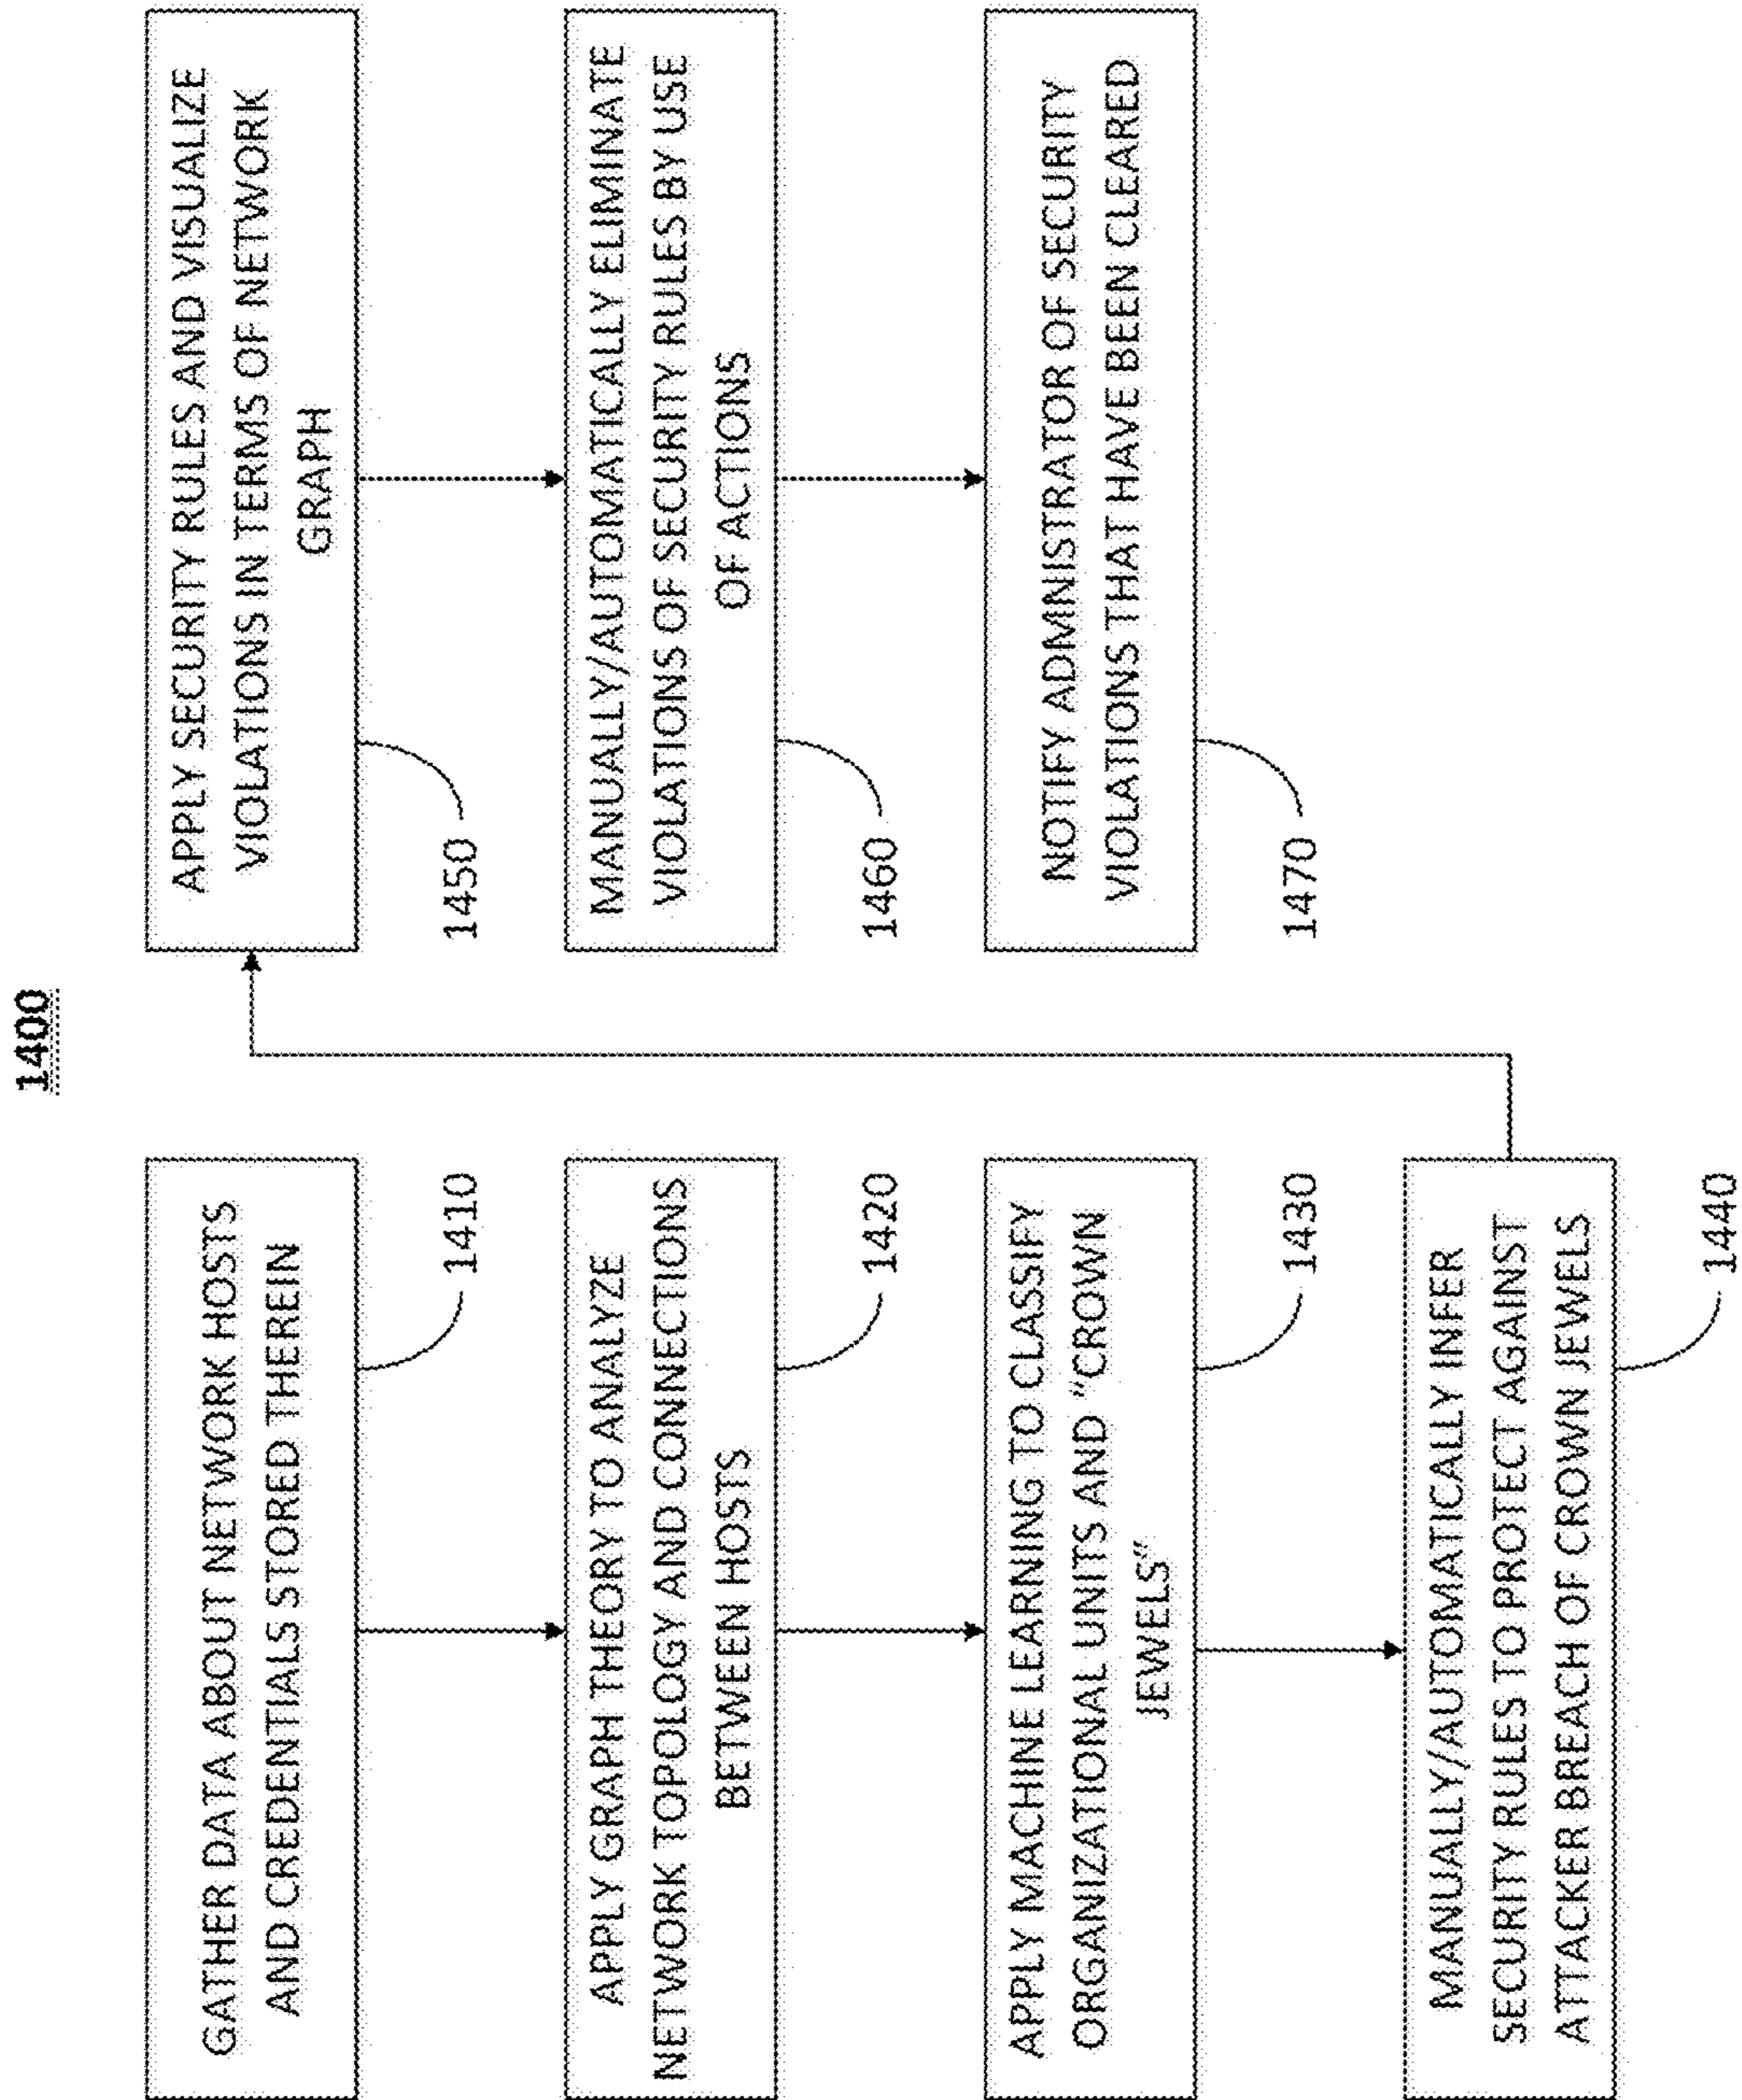 1400
GATHER DATA ABOUT NETWORK HOSTS
AND CREDENTIALS STORED THEREIN
1410
APPLY GRAPH THEORY TO ANALYZE
NETWORK TOPOLOGY AND CONNECTIONS
BETWEEN HOSTS
1420
APPLY MACHINE LEARNING TO CLASSIFY
ORGANIZATIONAL UNITS AND "CROWN
JEWELS"
1430
MANUALLY/AUTOMATICALLY INFER
SECURITY RULES TO PROTECT AGAINST
ATTACKER BREACH OF CROWN JEWELS
1440
APPLY SECURITY RULES AND VISUALIZE
VIOLATIONS IN TERMS OF NETWORK
GRAPH
1450
MANUALLY/AUTOMATICALLY ELIMINATE
VIOLATIONS OF SECURITY RULES BY USE
OF ACTIONS
1460
NOTIFY ADMNISTRATOR OF SECURITY
VIOLATIONS THAT HAVE BEEN CLEARED
1470